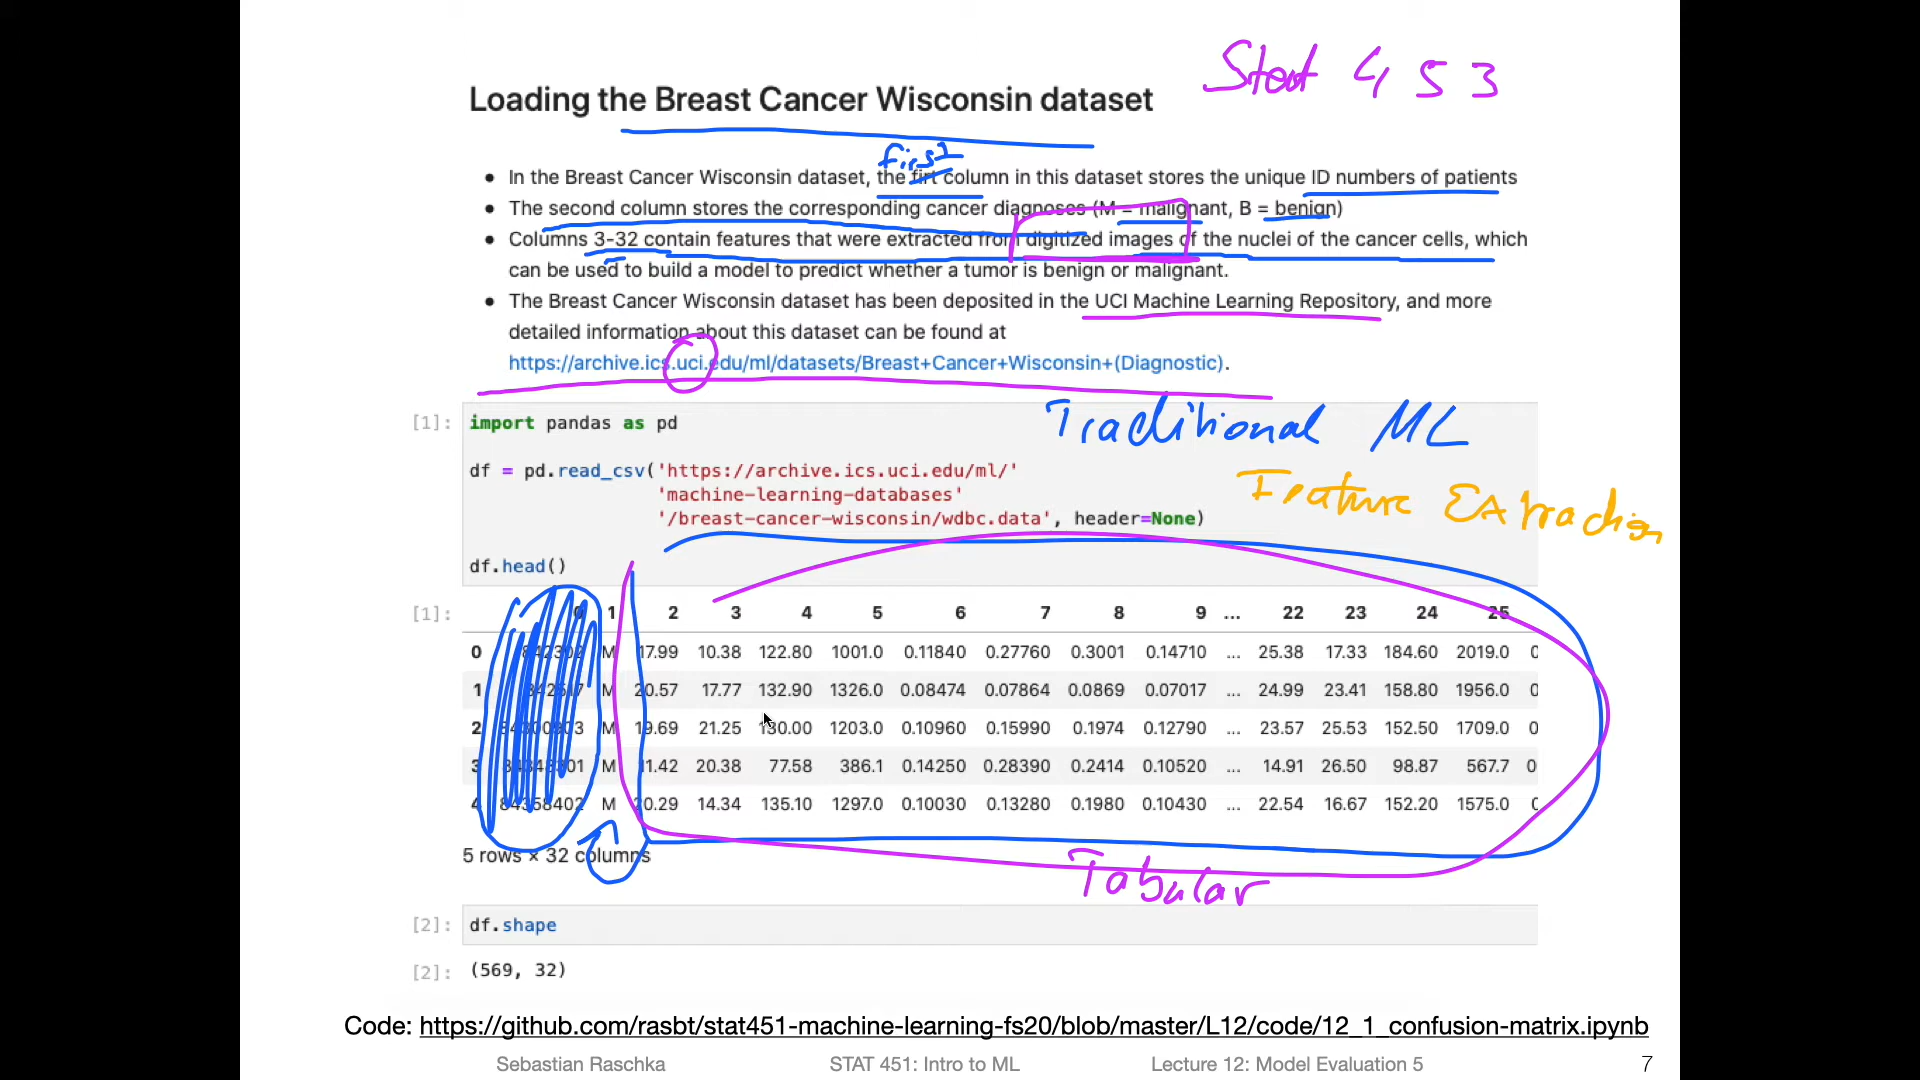 Stat 453
Loading the Breast Cancer Wisconsin dataset
first
• In the Breast Cancer Wisconsin dataset, the firt column in this dataset stores the unique ID numbers of patients
• The second column stores the corresponding cancer diagnoses (M = malignant, B = benign)
• Columns 3-32 contain features that were extracted from digitized images of the nuclei of the cancer cells, which
can be used to build a model to predict whether a tumor is benign or malignant.
• The Breast Cancer Wisconsin dataset has been deposited in the UCI Machine Learning Repository, and more
detailed information about this dataset can be found at
https://archive.ics.uci.edu/ml/datasets/Breast+Cancer+Wisconsin+(Diagnostic).
Traditional ML
[1]: import pandas as pd
Feature Extraction
df = pd.read_csv('https://archive.ics.uci.edu/ml/'
'machine-learning-databases'
'/breast-cancer-wisconsin/wdbc.data', header=None)
df.head()
[1]: 0 1 2 3 4 5 6 7 8 9 ... 22 23 24 25
0 842302 M 17.99 10.38 122.80 1001.0 0.11840 0.27760 0.3001 0.14710 ... 25.38 17.33 184.60 2019.0 0
1 842517 M 20.57 17.77 132.90 1326.0 0.08474 0.07864 0.0869 0.07017 ... 24.99 23.41 158.80 1956.0 0
2 84300903 M 19.69 21.25 130.00 1203.0 0.10960 0.15990 0.1974 0.12790 ... 23.57 25.53 152.50 1709.0 0
3 84348301 M 11.42 20.38 77.58 386.1 0.14250 0.28390 0.2414 0.10520 ... 14.91 26.50 98.87 567.7 0
4 84358402 M 20.29 14.34 135.10 1297.0 0.10030 0.13280 0.1980 0.10430 ... 22.54 16.67 152.20 1575.0 0
5 rows × 32 columns
Tabular
[2]: df.shape
[2]: (569, 32)
Code: https://github.com/rasbt/stat451-machine-learning-fs20/blob/master/L12/code/12_1_confusion-matrix.ipynb
Sebastian Raschka STAT 451: Intro to ML Lecture 12: Model Evaluation 5 7